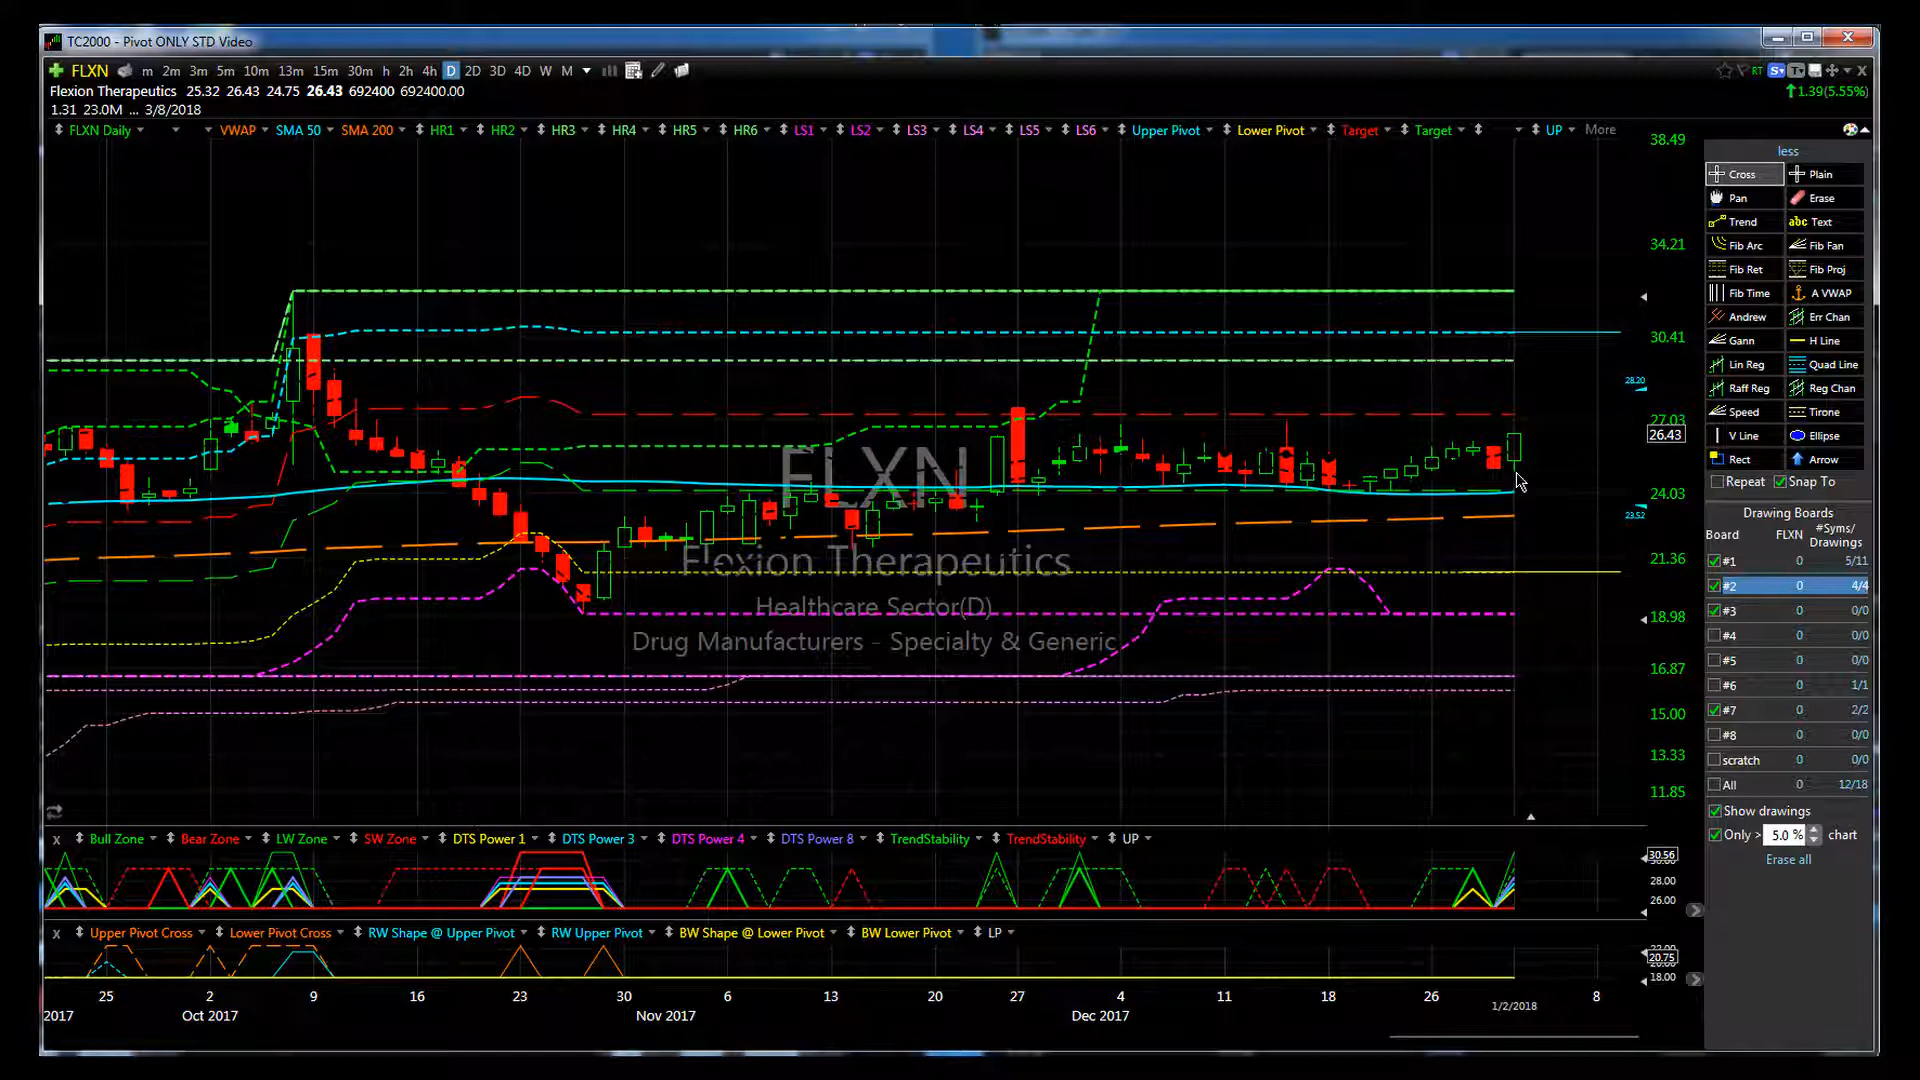 TC2000 - Pivot ONLY STD Video
FLXN m 2m 3m 5m 10m 13m 15m 30m h 2h 4h D 2D 3D 4D W M
RT S T X
Flexion Therapeutics 25.32 26.43 24.75 26.43 692400 692400.00
1.39(5.55%)
1.31 23.0M ... 3/8/2018
FLXN Daily VWAP SMA 50 SMA 200 HR1 HR2 HR3 HR4 HR5 HR6 LS1 LS2 LS3 LS4 LS5 LS6 Upper Pivot Lower Pivot Target Target UP More
38.49
34.21
30.41
28.20
27.03
26.43
24.03
23.52
21.36
18.98
16.87
15.00
13.33
11.85
FLXN
Flexion Therapeutics
Healthcare Sector(D)
Drug Manufacturers - Specialty & Generic
less
Cross Plain
Pan Erase
Trend abc Text
Fib Arc Fib Fan
Fib Ret Fib Proj
Fib Time A VWAP
Andrew Err Chan
Gann H Line
Lin Reg Quad Line
Raff Reg Reg Chan
Speed Tirone
V Line Ellipse
Rect Arrow
Repeat Snap To
Drawing Boards
Board FLXN #Syms/
Drawings
#1 0 5/11
#2 0 4/4
#3 0 0/0
#4 0 0/0
#5 0 0/0
#6 0 1/1
#7 0 2/2
#8 0 0/0
scratch 0 0/0
All 0 12/18
Show drawings
Only > 5.0 % chart
Erase all
x Bull Zone Bear Zone LW Zone SW Zone DTS Power 1 DTS Power 3 DTS Power 4 DTS Power 8 TrendStability TrendStability UP
30.56
28.00
26.00
x Upper Pivot Cross Lower Pivot Cross RW Shape @ Upper Pivot RW Upper Pivot BW Shape @ Lower Pivot BW Lower Pivot LP
20.75
18.00
25 2 9 16 23 30 6 13 20 27 4 11 18 26 8
1/2/2018
2017 Oct 2017 Nov 2017 Dec 2017